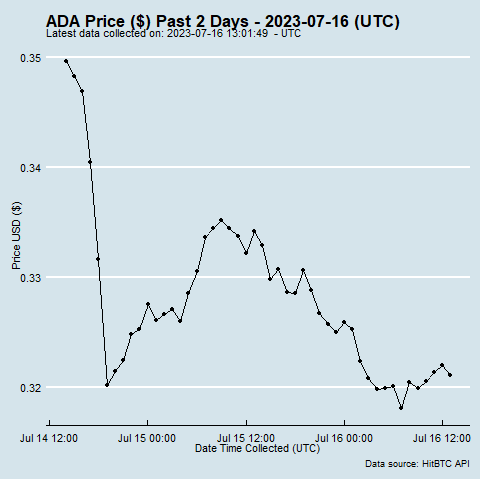 ADA Price ($) Past 2 Days - 2023-07-16 (UTC)
Latest data collected on: 2023-07-16 13:01:49 - UTC
0.35
0.34
0.33
0.32
Price USD ($)
Jul 14 12:00 Jul 15 00:00 Jul 15 12:00 Jul 16 00:00 Jul 16 12:00
Date Time Collected (UTC)
Data source: HitBTC API